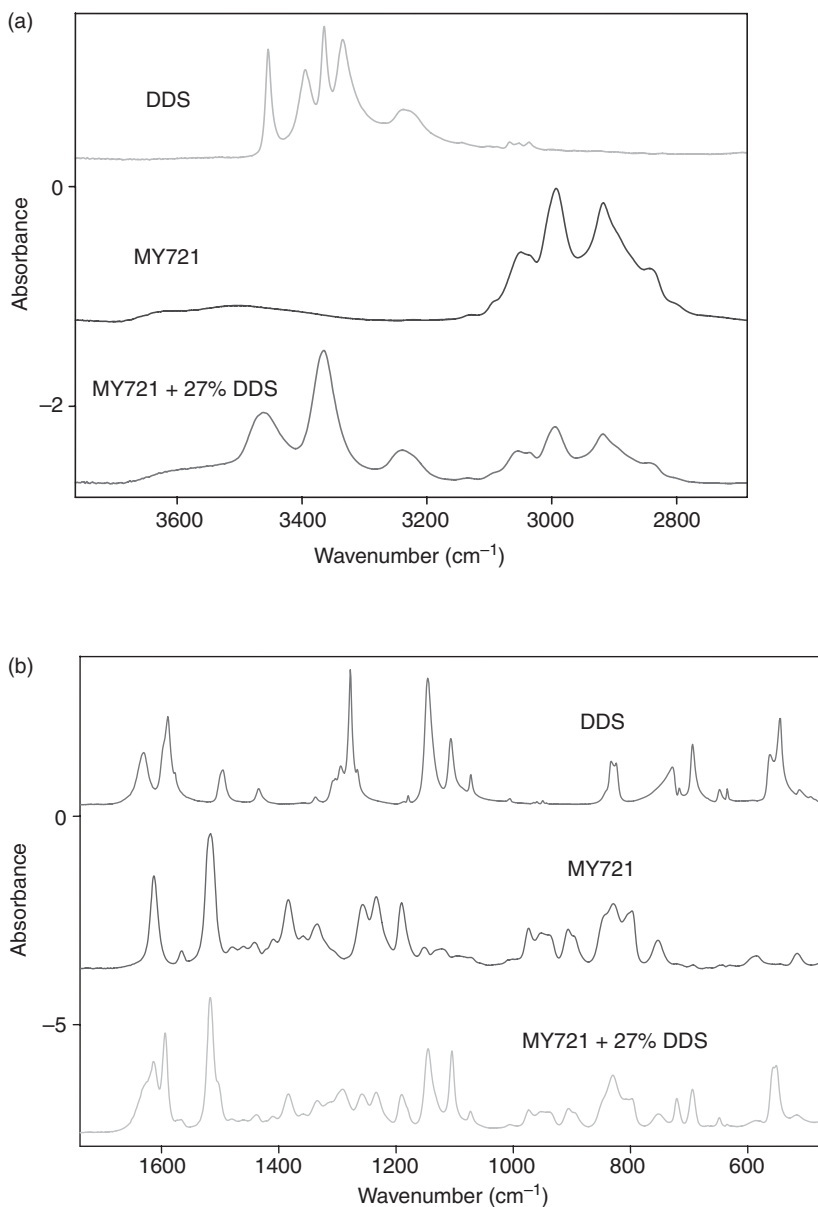 (a)
DDS
0
MY721
Absorbance
−2
MY721 + 27% DDS
3600 3400 3200 3000 2800
Wavenumber (cm⁻¹)
(b)
DDS
0
MY721
Absorbance
−5
MY721 + 27% DDS
1600 1400 1200 1000 800 600
Wavenumber (cm⁻¹)